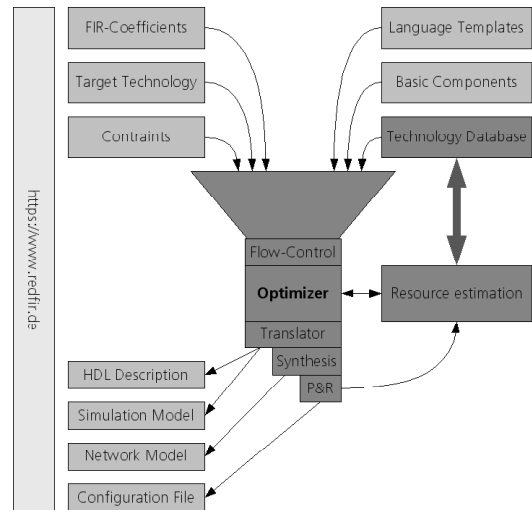 https://www.redfir.de
FIR-Coefficients
Language Templates
Target Technology
Basic Components
Contraints
Technology Database
Flow-Control
Optimizer
Resource estimation
Translator
Synthesis
HDL Description
P&R
Simulation Model
Network Model
Configuration File